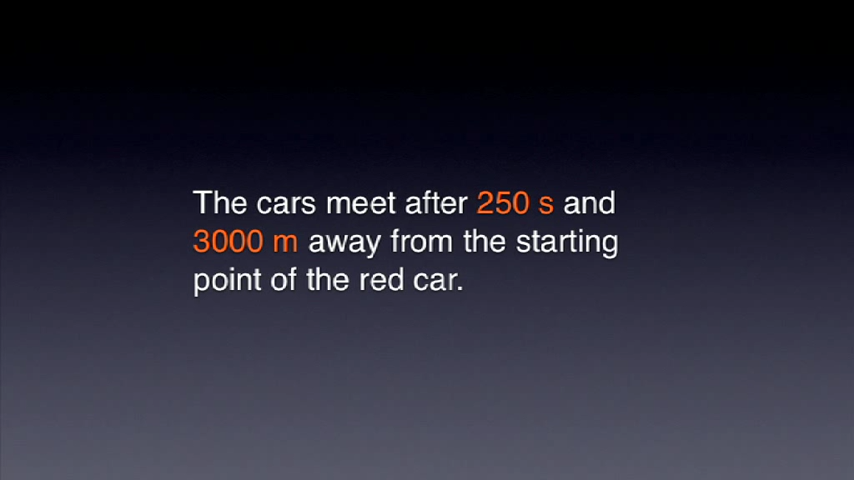 The cars meet after 250 s and
3000 m away from the starting
point of the red car.